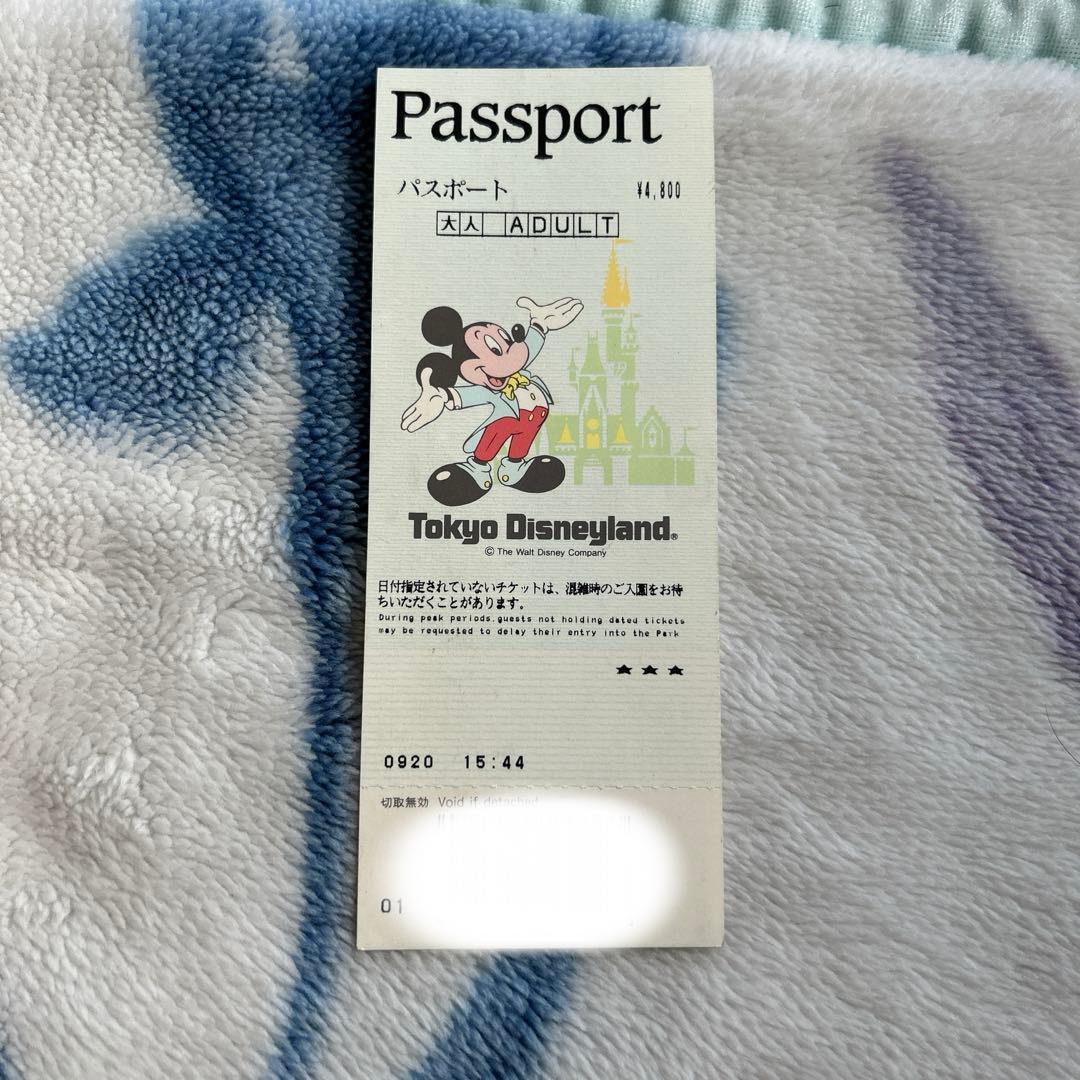 Passport
パスポート ¥4,800
大人 ADULT
Tokyo Disneyland®
© The Walt Disney Company
日付指定されていないチケットは、混雑時のご入園をお待
ちいただくことがあります。
During peak periods,guests not holding dated tickets
may be requested to delay their entry into the Park
★ ★ ★
0920 15:44
切取無効 Void if detached
01